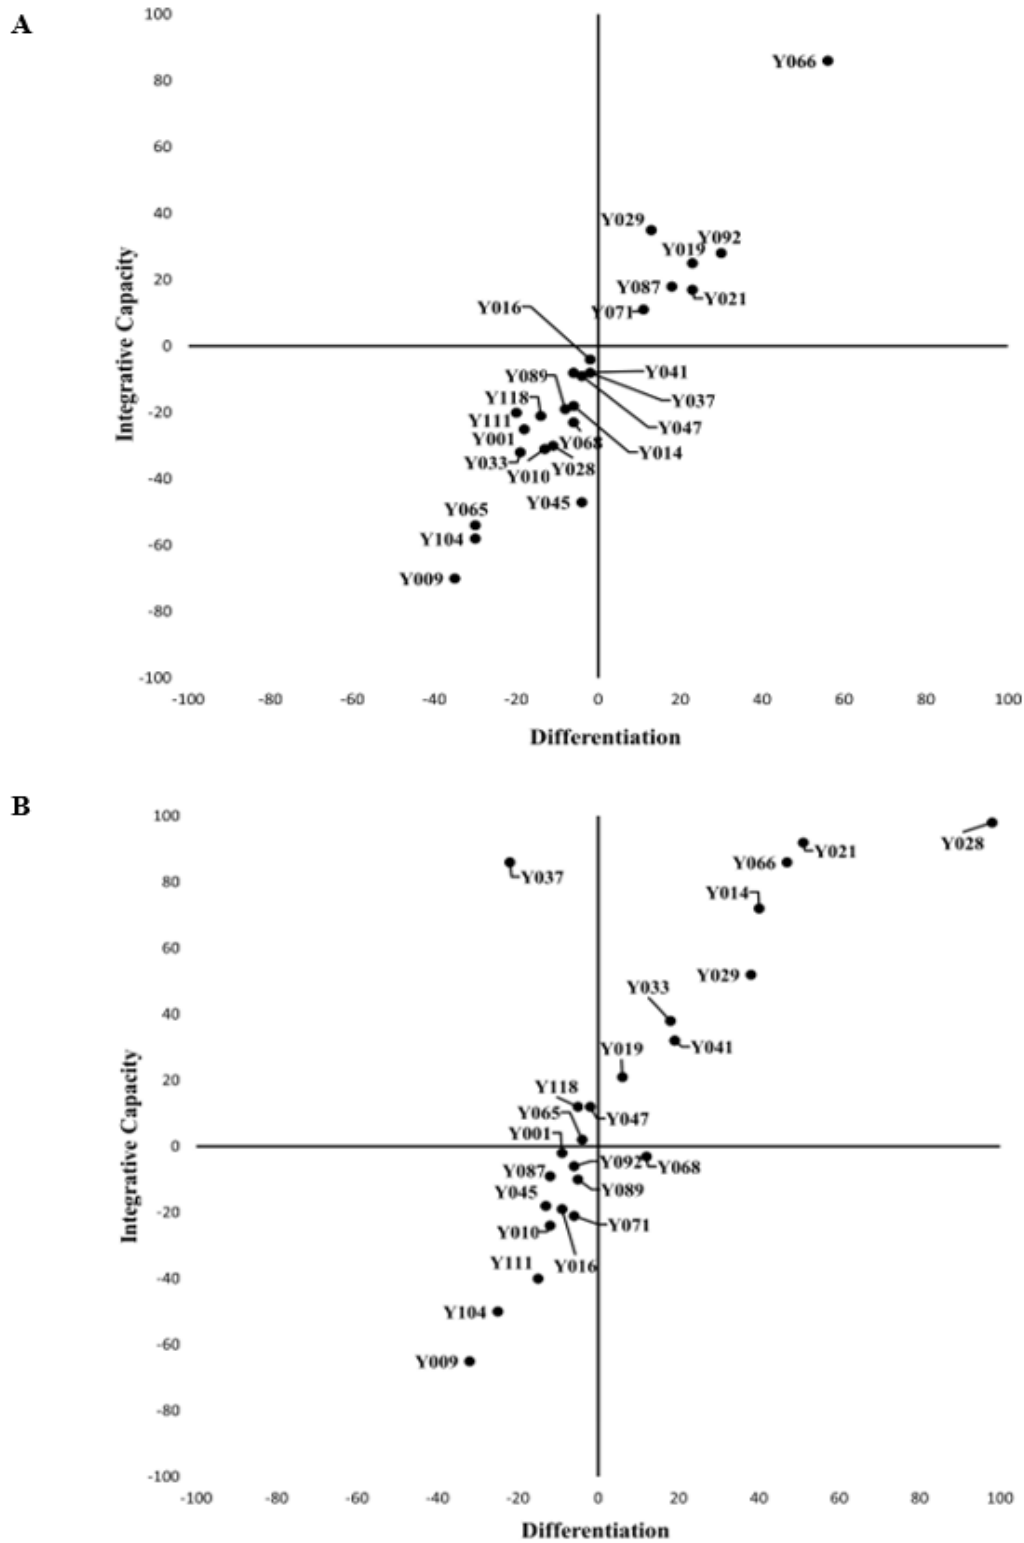 A
100
80
60
40
20
0
-20
-40
-60
-80
-100
Integrative Capacity
Y066
Y029
Y092
Y019
Y087
Y021
Y071
Y016
Y041
Y089
Y037
Y118
Y111
Y047
Y001
Y068
Y014
Y033
Y010
Y028
Y045
Y065
Y104
Y009
-100 -80 -60 -40 -20 0 20 40 60 80 100
Differentiation
B
100
80
60
40
20
0
-20
-40
-60
-80
-100
Integrative Capacity
Y028
Y021
Y066
Y037
Y014
Y029
Y033
Y041
Y019
Y118
Y065
Y047
Y001
Y092
Y068
Y087
Y089
Y045
Y071
Y010
Y111
Y016
Y104
Y009
-100 -80 -60 -40 -20 0 20 40 60 80 100
Differentiation